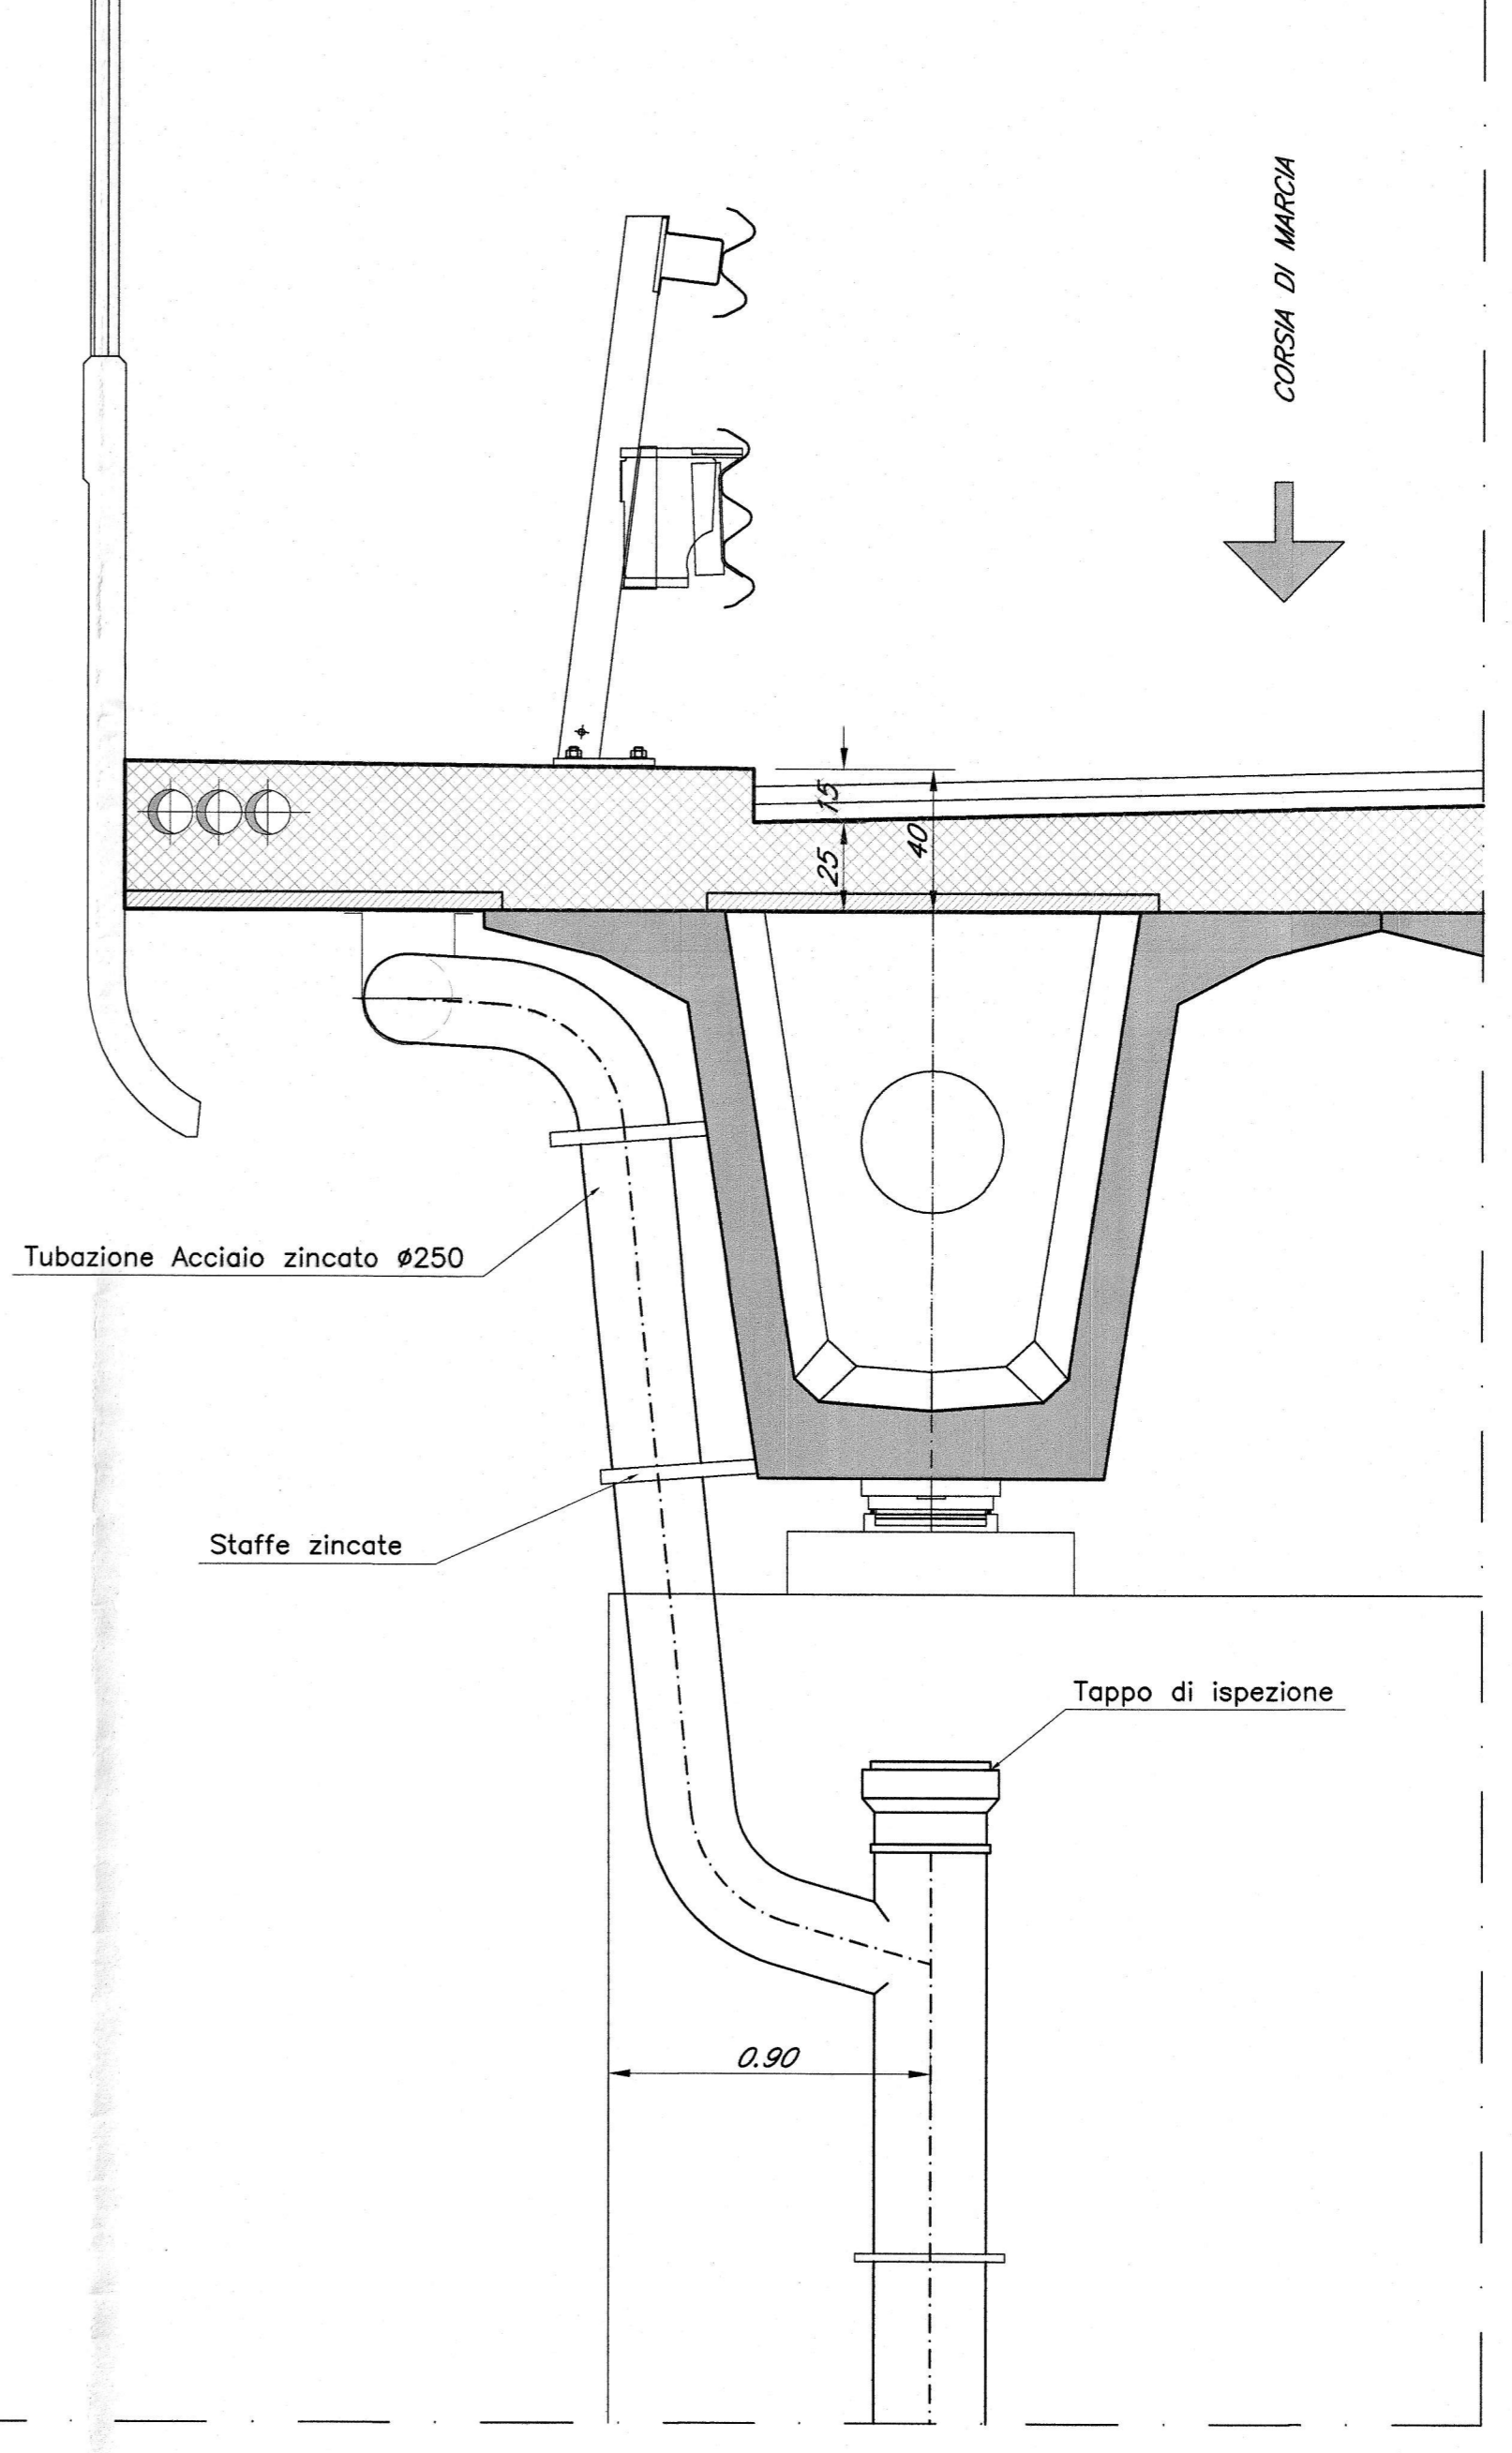 CORSIA DI MARCIA
15
40
25
Tubazione Acciaio zincato ø250
Staffe zincate
Tappo di ispezione
0.90